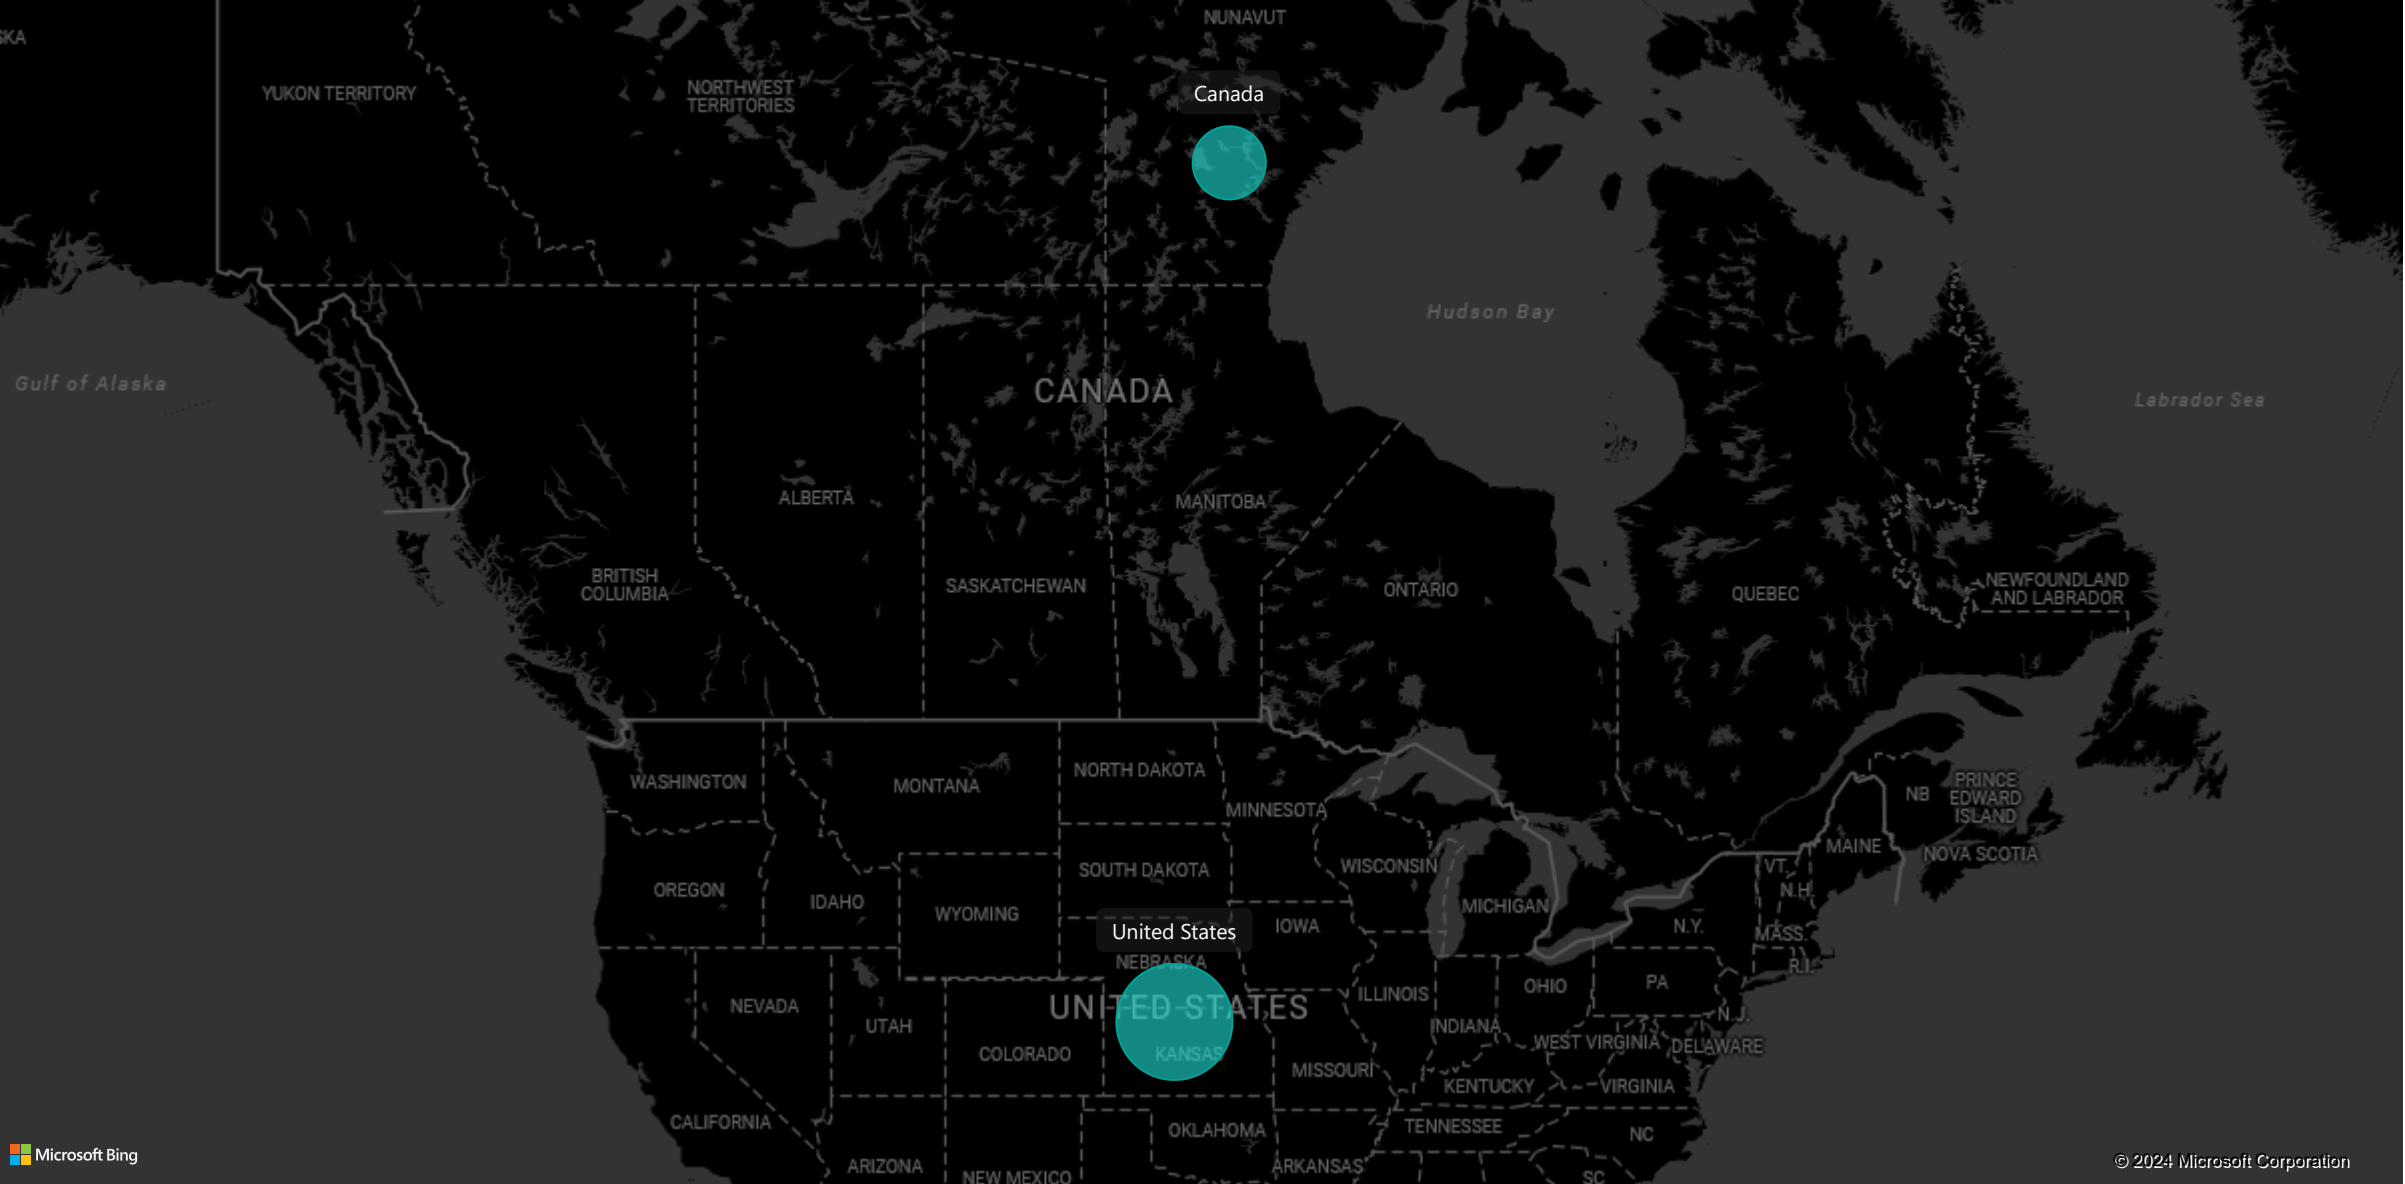 NUNAVUT
SKA
YUKON TERRITORY
NORTHWEST
TERRITORIES
Canada
Hudson Bay
Gulf of Alaska
CANADA
Labrador Sea
ALBERTA
MANITOBA
BRITISH
COLUMBIA
SASKATCHEWAN
ONTARIO
QUEBEC
NEWFOUNDLAND
AND LABRADOR
WASHINGTON
MONTANA
NORTH DAKOTA
MINNESOTA
NB
PRINCE
EDWARD
ISLAND
MAINE
NOVA SCOTIA
OREGON
IDAHO
WYOMING
SOUTH DAKOTA
WISCONSIN
MICHIGAN
VT.
N.H.
United States
IOWA
N.Y.
MASS.
NEBRASKA
R.I.
NEVADA
UTAH
UNITED STATES
ILLINOIS
OHIO
PA
N.J.
COLORADO
KANSAS
INDIANA
WEST VIRGINIA
DELAWARE
MISSOURI
KENTUCKY
VIRGINIA
CALIFORNIA
OKLAHOMA
TENNESSEE
NC
ARIZONA
NEW MEXICO
ARKANSAS
SC
Microsoft Bing
© 2024 Microsoft Corporation